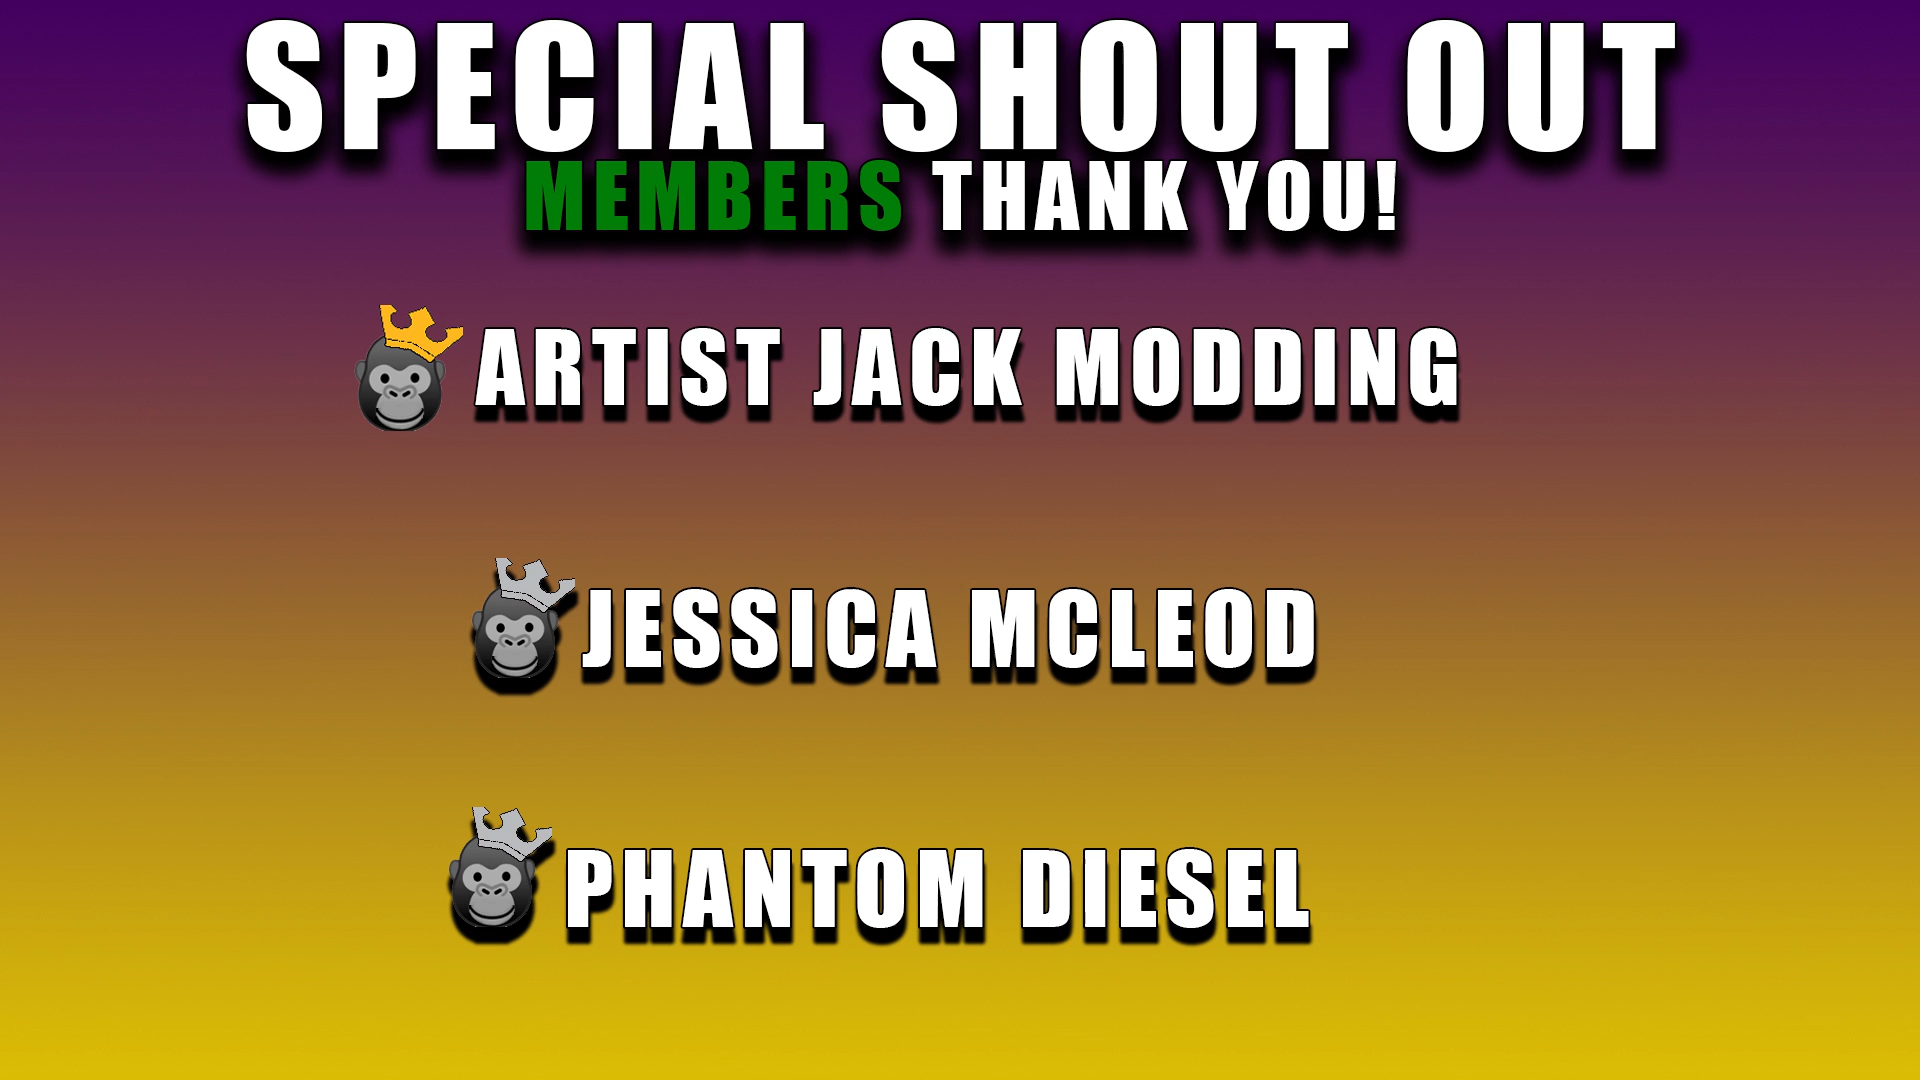 SPECIAL SHOUT OUT
MEMBERS THANK YOU!
ARTIST JACK MODDING
JESSICA MCLEOD
PHANTOM DIESEL